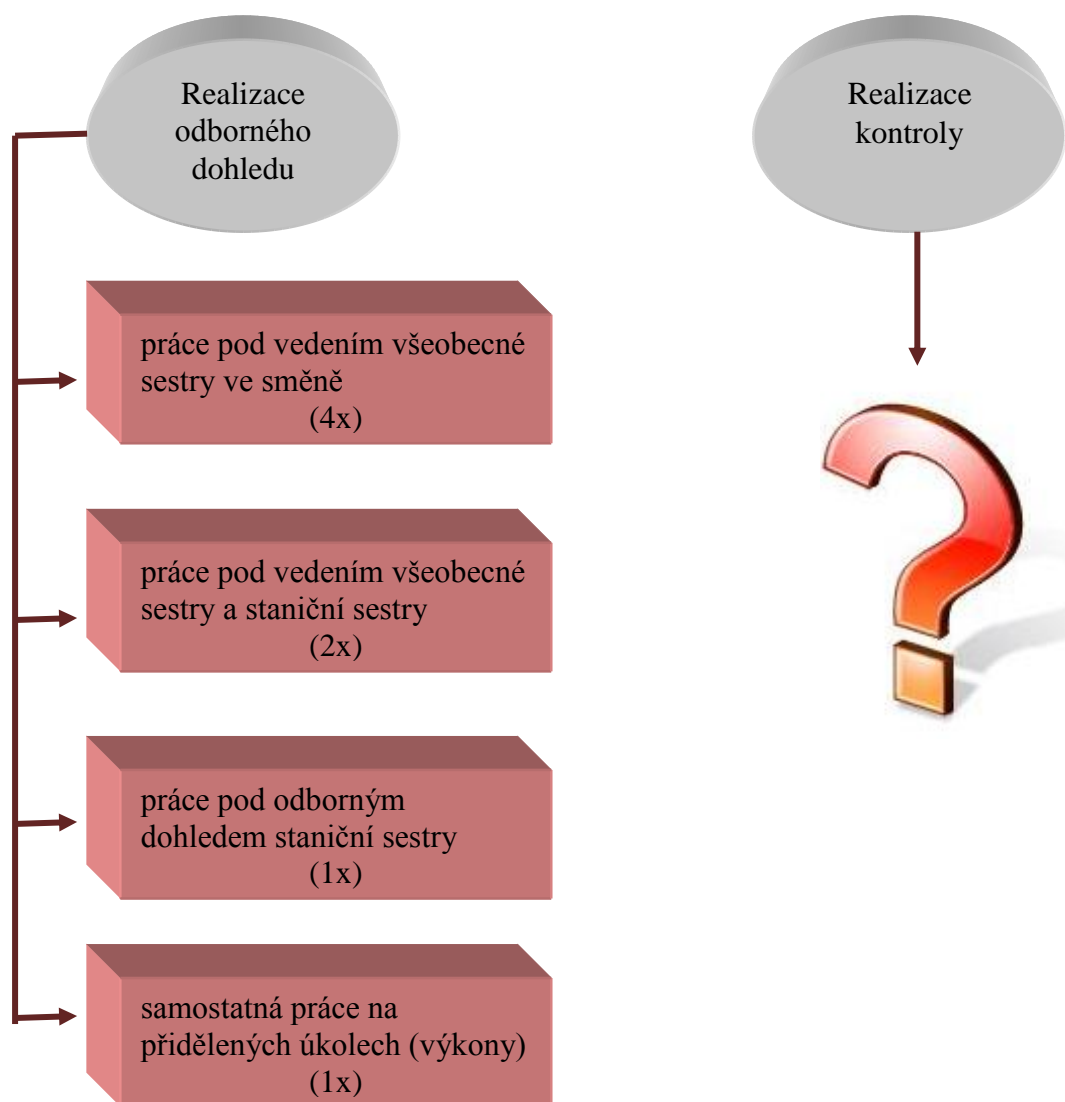 Realizace
odborného
dohledu
Realizace
kontroly
práce pod vedením všeobecné
sestry ve směně
(4x)
práce pod vedením všeobecné
sestry a staniční sestry
(2x)
práce pod odborným
dohledem staniční sestry
(1x)
samostatná práce na
přidělených úkolech (výkony)
(1x)